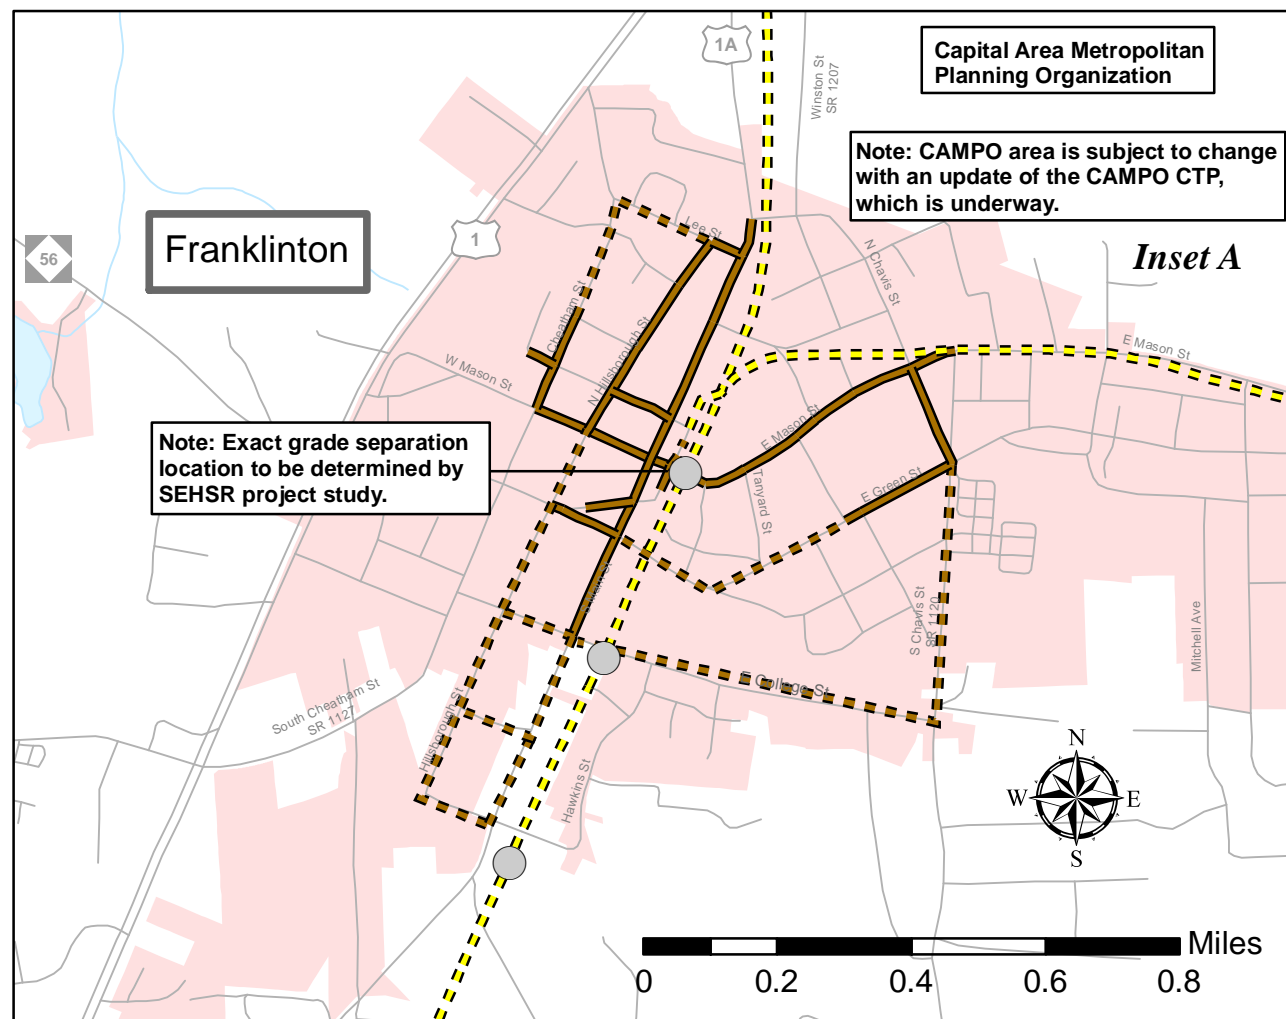 1A
Winston St
SR 1207
Capital Area Metropolitan
Planning Organization
Note: CAMPO area is subject to change
with an update of the CAMPO CTP,
which is underway.
Inset A
Franklinton
56
1
Lee St
N Chavis St
Cheatham St
N Hillsborough St
W Mason St
E Mason St
E Mason St
Note: Exact grade separation
location to be determined by
SEHSR project study.
Tanyard St
E Green St
S Chavis St
SR 1120
Mitchell Ave
E College St
South Cheatham St
SR 1127
Hillsborough St
Hawkins St
N
W
E
S
Miles
0
0.2
0.4
0.6
0.8